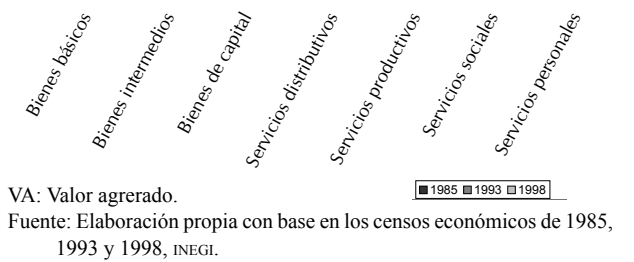 Bienes básicos
Bienes intermedios
Bienes de capital
Servicios distributivos
Servicios productivos
Servicios sociales
Servicios personales
1985 1993 1998
VA: Valor agrerado.
Fuente: Elaboración propia con base en los censos económicos de 1985,
1993 y 1998, INEGI.